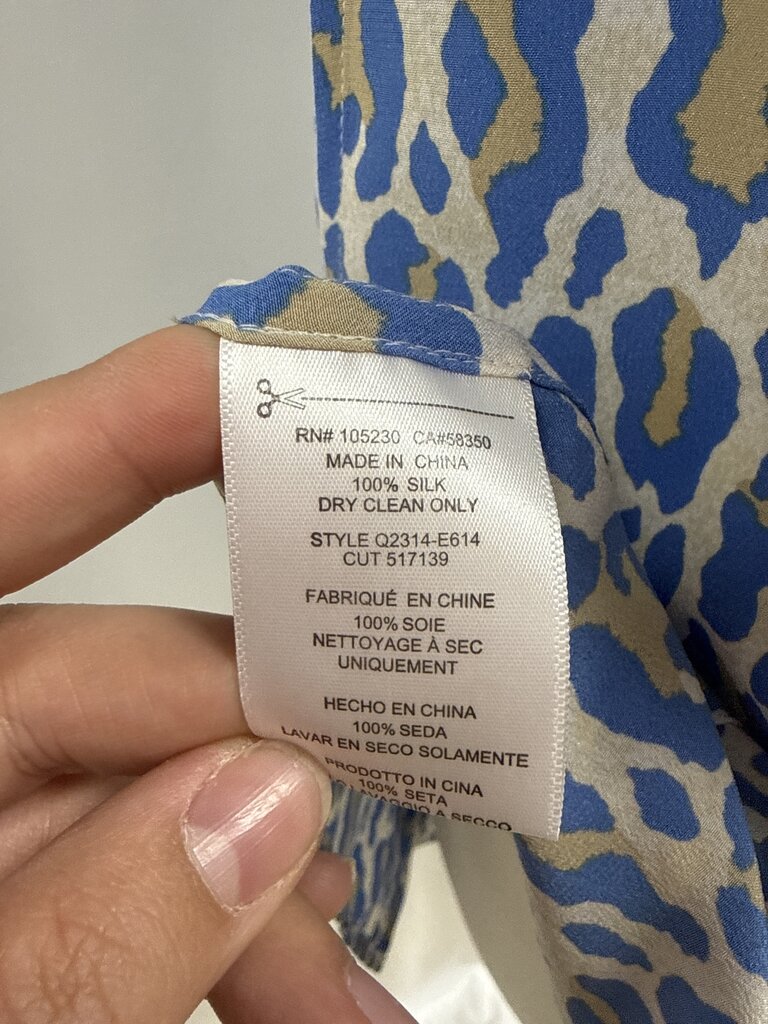 RN# 105230 CA#58350
MADE IN CHINA
100% SILK
DRY CLEAN ONLY
STYLE Q2314-E614
CUT 517139
FABRIQUÉ EN CHINE
100% SOIE
NETTOYAGE À SEC
UNIQUEMENT
HECHO EN CHINA
100% SEDA
LAVAR EN SECO SOLAMENTE
PRODOTTO IN CINA
100% SETA
LAVAGGIO A SECCO